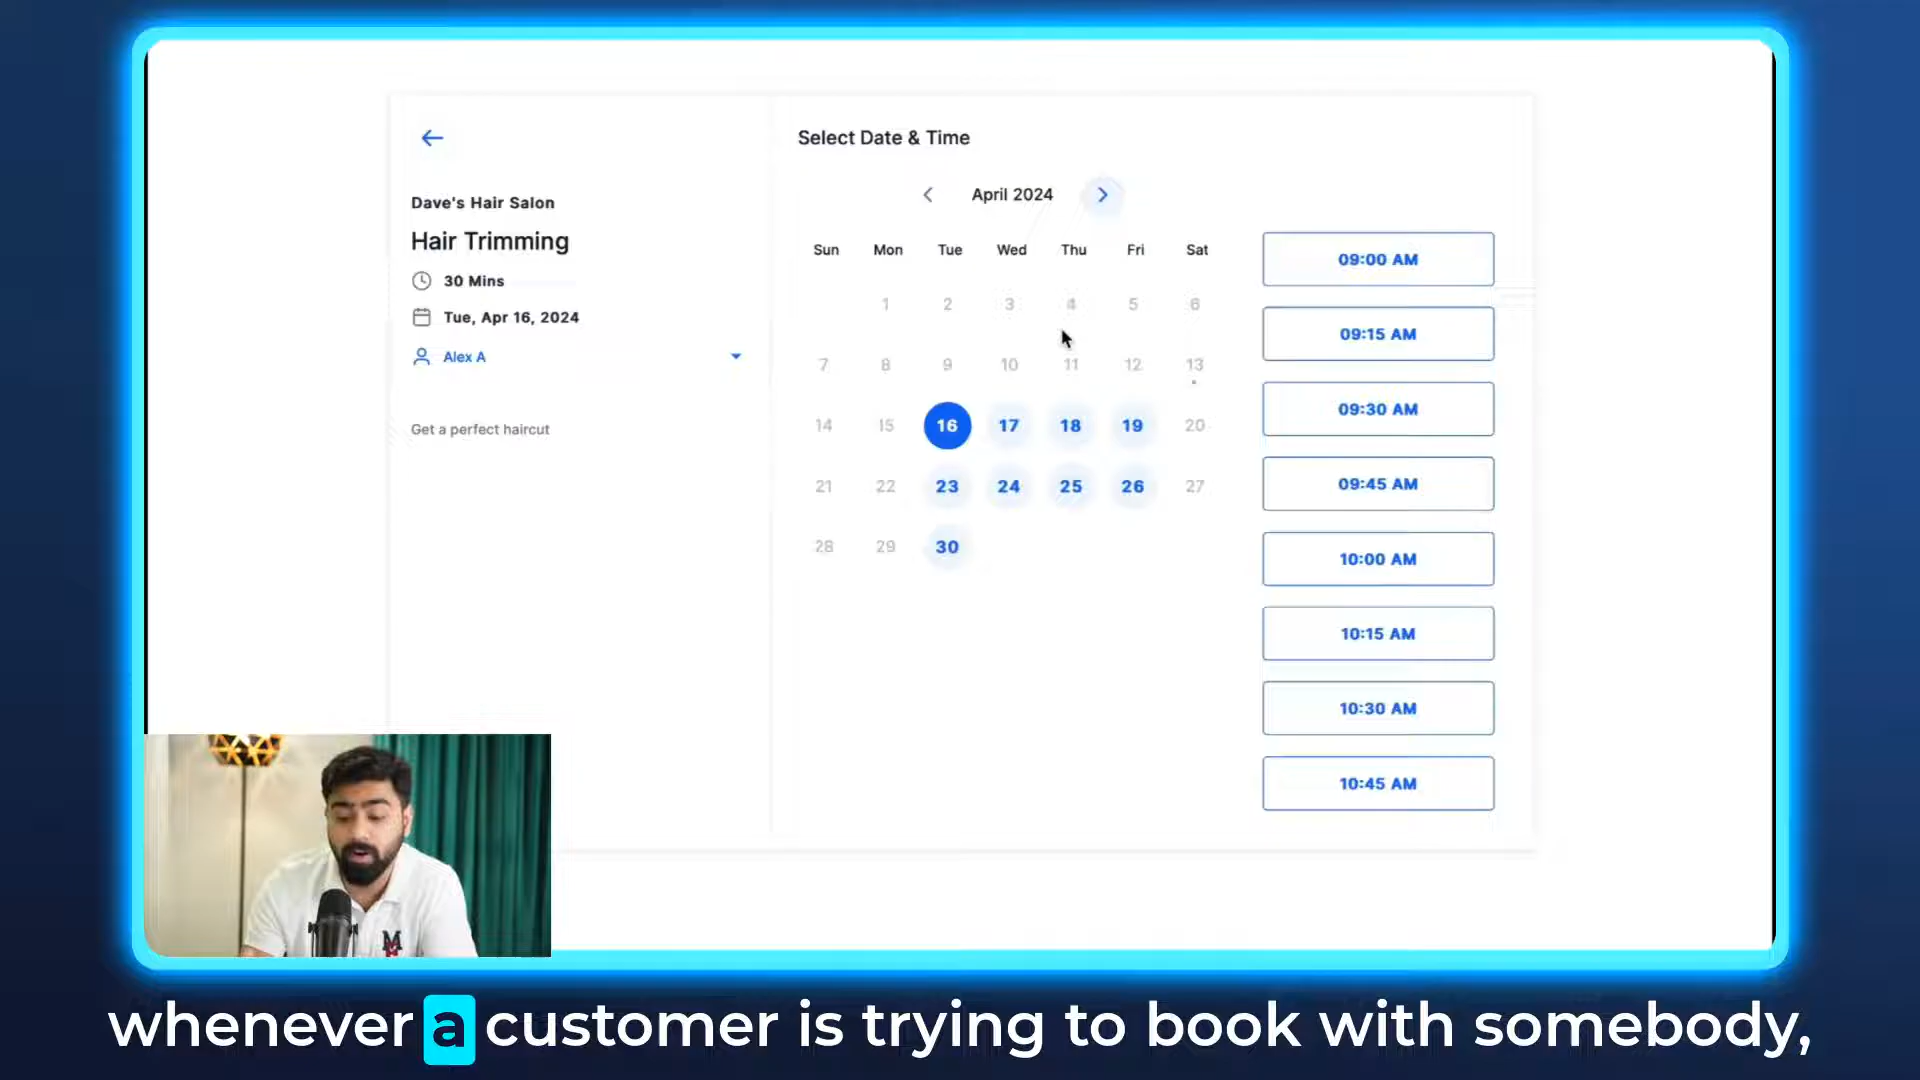 Select Date & Time
April 2024
Dave's Hair Salon
Hair Trimming
30 Mins
Tue, Apr 16, 2024
Alex A
Get a perfect haircut
Sun Mon Tue Wed Thu Fri Sat
1 2 3 4 5 6
7 8 9 10 11 12 13
14 15 16 17 18 19 20
21 22 23 24 25 26 27
28 29 30
09:00 AM
09:15 AM
09:30 AM
09:45 AM
10:00 AM
10:15 AM
10:30 AM
10:45 AM
M
whenever a customer is trying to book with somebody,